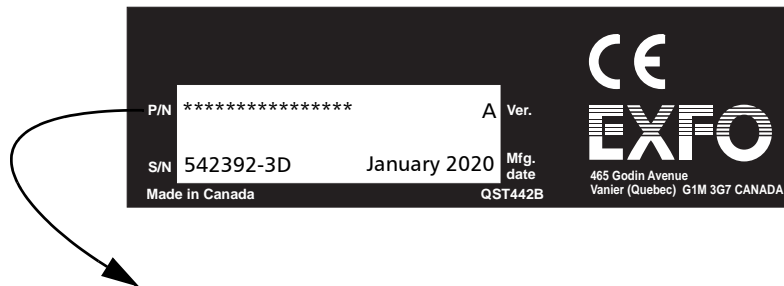 CE
P/N *************** A Ver.
EXFO
S/N 542392-3D January 2020 Mfg. date
465 Godin Avenue
Made in Canada QST442B
Vanier (Quebec) G1M 3G7 CANADA